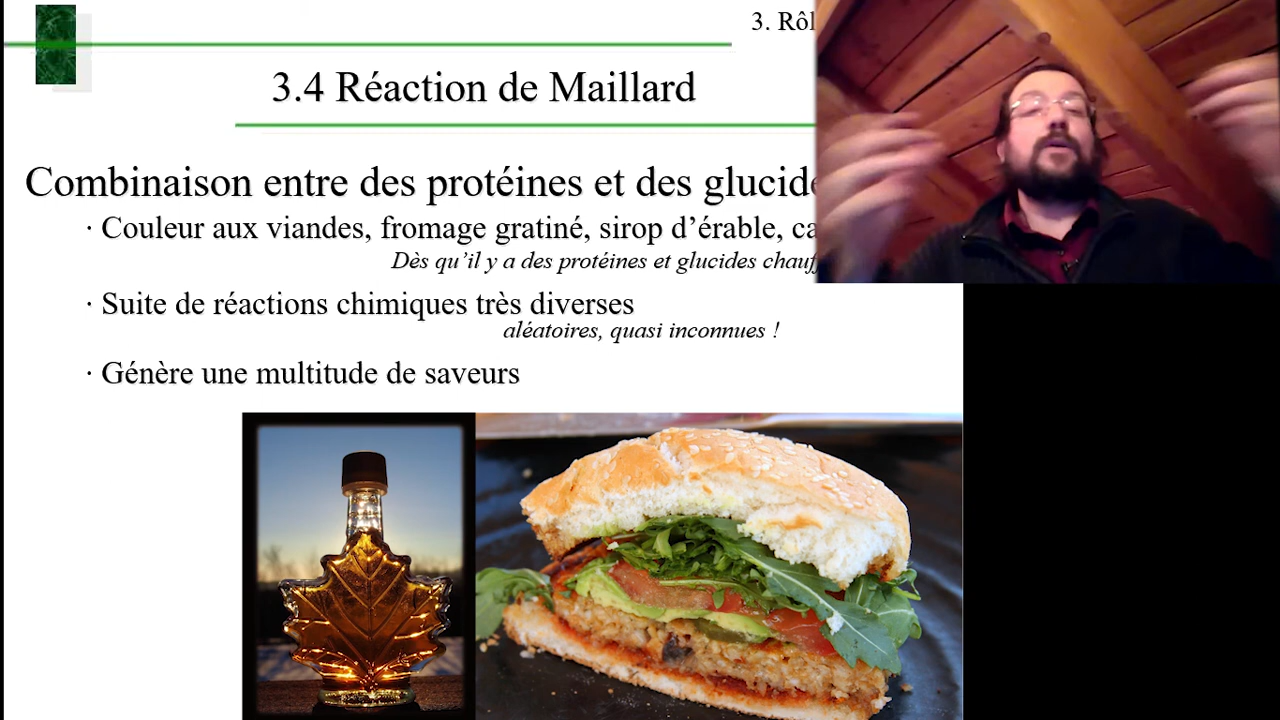 3. Rôl
3.4 Réaction de Maillard
Combinaison entre des protéines et des glucid
· Couleur aux viandes, fromage gratiné, sirop d’érable, ca
Dès qu’il y a des protéines et glucides chauff
· Suite de réactions chimiques très diverses
aléatoires, quasi inconnues !
· Génère une multitude de saveurs